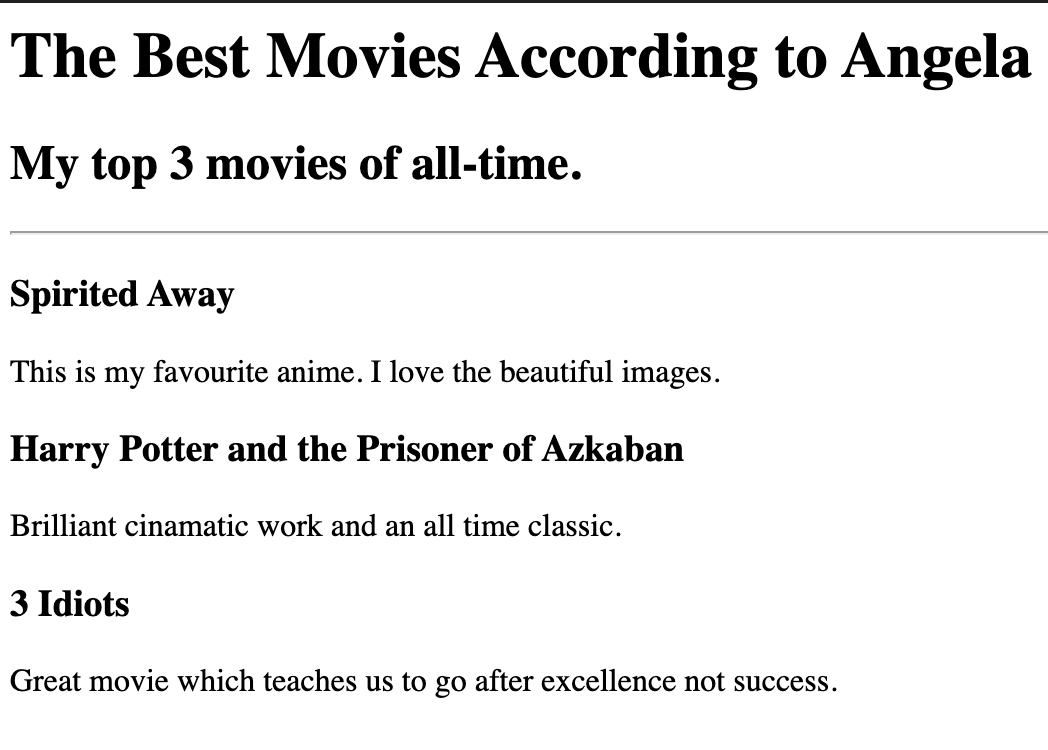 The Best Movies According to Angela
My top 3 movies of all-time.
Spirited Away
This is my favourite anime. I love the beautiful images.
Harry Potter and the Prisoner of Azkaban
Brilliant cinamatic work and an all time classic.
3 Idiots
Great movie which teaches us to go after excellence not success.